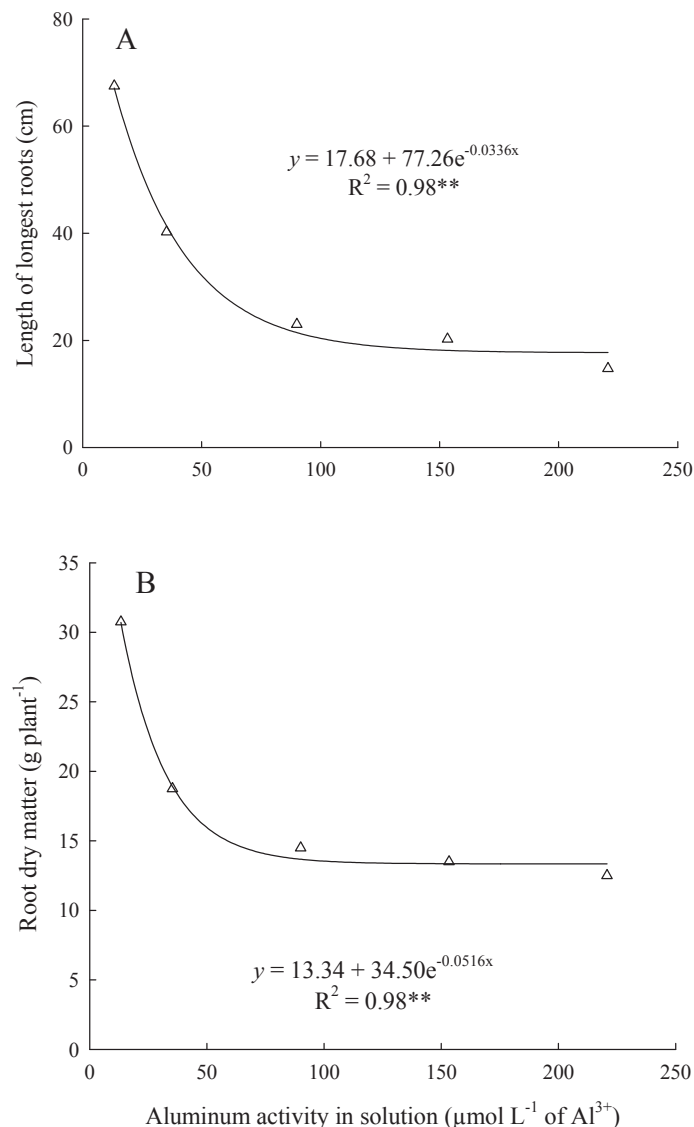 80
A
60
Length of longest roots (cm)
y = 17.68 + 77.26e^-0.0336x
R² = 0.98**
40
20
0
0 50 100 150 200 250
35
B
30
25
Root dry matter (g plant⁻¹)
20
15
10
y = 13.34 + 34.50e^-0.0516x
R² = 0.98**
5
0
0 50 100 150 200 250
Aluminum activity in solution (µmol L⁻¹ of Al³⁺)